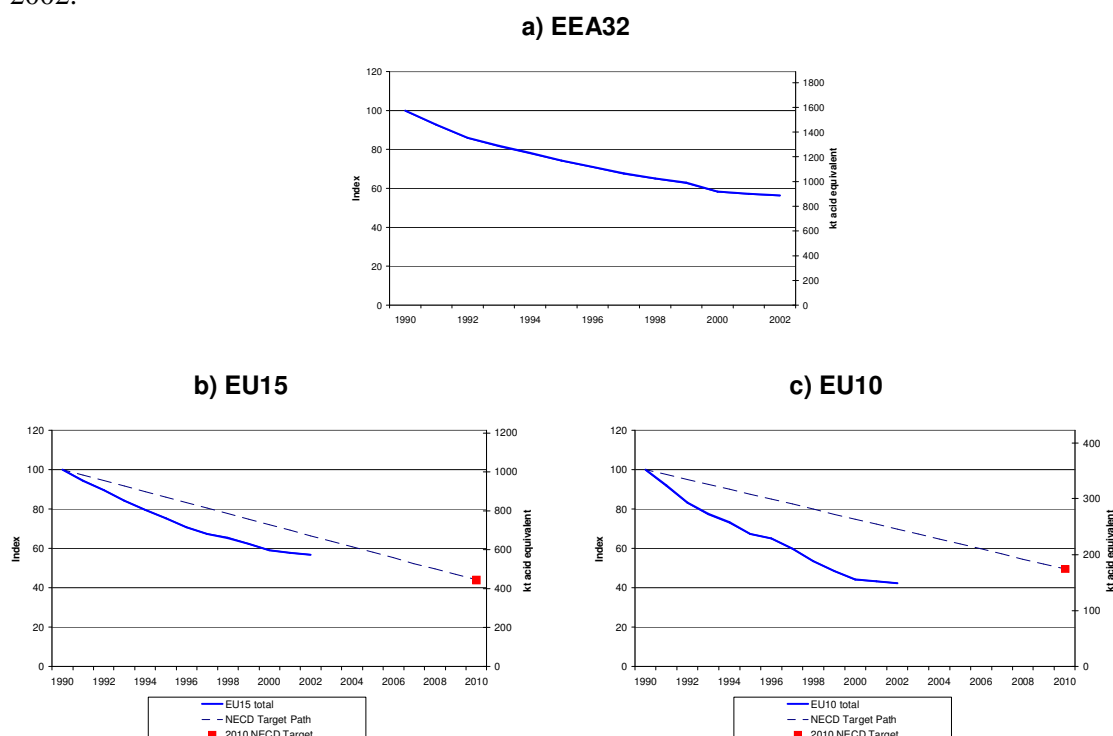 2002.
a) EEA32
120
100
80
60
40
20
0
Index
1800
1600
1400
1200
1000
800
600
400
200
0
kt acid equivalent
1990 1992 1994 1996 1998 2000 2002
b) EU15
120
100
80
60
40
20
0
Index
1200
1000
800
600
400
200
0
kt acid equivalent
1990 1992 1994 1996 1998 2000 2002 2004 2006 2008 2010
EU15 total
NECD Target Path
2010 NECD Target
c) EU10
120
100
80
60
40
20
0
Index
400
300
200
100
0
kt acid equivalent
1990 1992 1994 1996 1998 2000 2002 2004 2006 2008 2010
EU10 total
NECD Target Path
2010 NECD Target